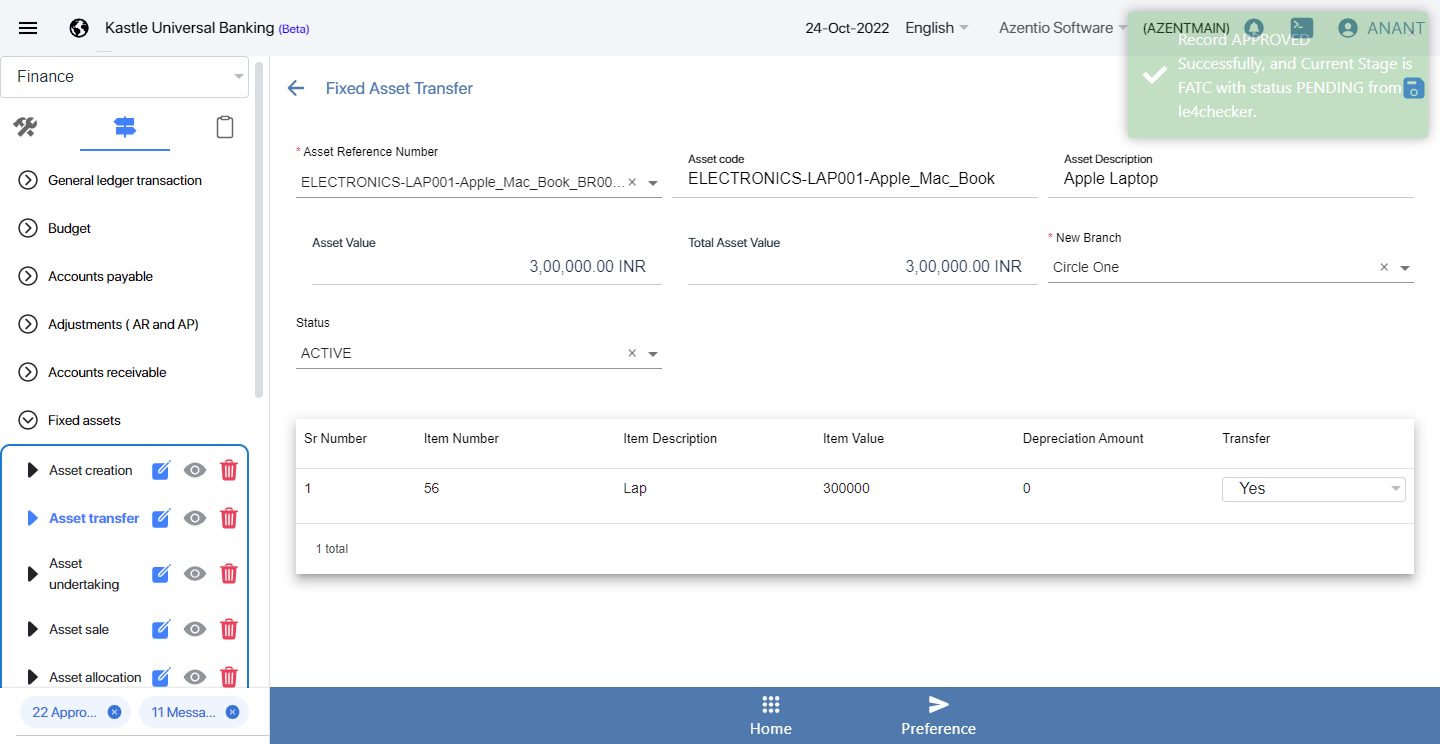 Kastle Universal Banking (Beta)
24-Oct-2022
English
Azentio Software
(AZENTMAIN)
ANANT
Record APPROVED
Successfully, and Current Stage is
FATC with status PENDING from
le4checker.
Finance
General ledger transaction
Budget
Accounts payable
Adjustments ( AR and AP)
Accounts receivable
Fixed assets
Asset creation
Asset transfer
Asset
undertaking
Asset sale
Asset allocation
22 Appro...
11 Messa...
Fixed Asset Transfer
* Asset Reference Number
ELECTRONICS-LAP001-Apple_Mac_Book_BR00...
Asset code
ELECTRONICS-LAP001-Apple_Mac_Book
Asset Description
Apple Laptop
Asset Value
3,00,000.00 INR
Total Asset Value
3,00,000.00 INR
* New Branch
Circle One
Status
ACTIVE
Sr Number Item Number Item Description Item Value Depreciation Amount Transfer
1 56 Lap 300000 0 Yes
1 total
Home
Preference